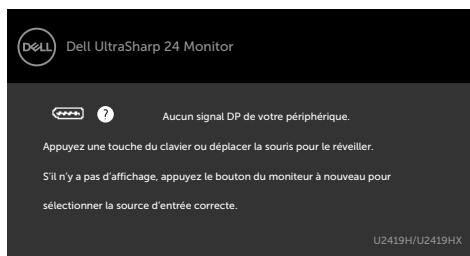 DELL Dell UltraSharp 24 Monitor
? Aucun signal DP de votre périphérique.
Appuyez une touche du clavier ou déplacer la souris pour le réveiller.
S'il n'y a pas d'affichage, appuyez le bouton du moniteur à nouveau pour
sélectionner la source d'entrée correcte.
U2419H/U2419HX